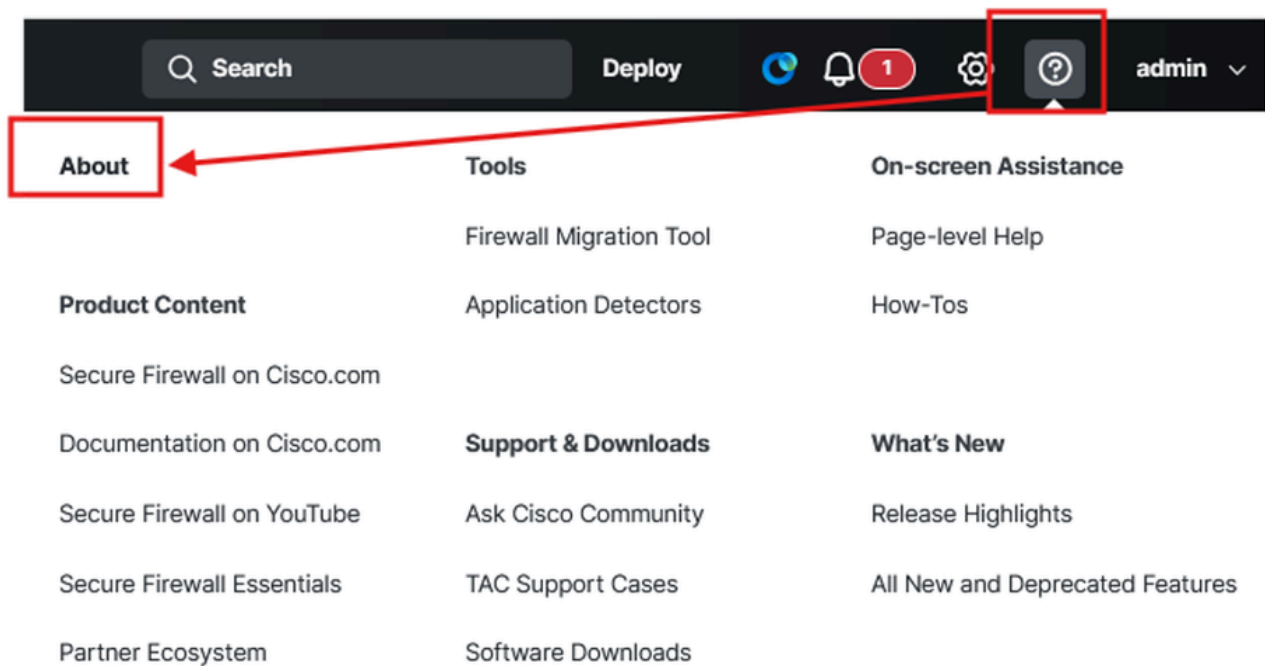 Search
Deploy
1
admin
About
Tools
On-screen Assistance
Firewall Migration Tool
Page-level Help
Product Content
Application Detectors
How-Tos
Secure Firewall on Cisco.com
Documentation on Cisco.com
Support & Downloads
What's New
Secure Firewall on YouTube
Ask Cisco Community
Release Highlights
Secure Firewall Essentials
TAC Support Cases
All New and Deprecated Features
Partner Ecosystem
Software Downloads